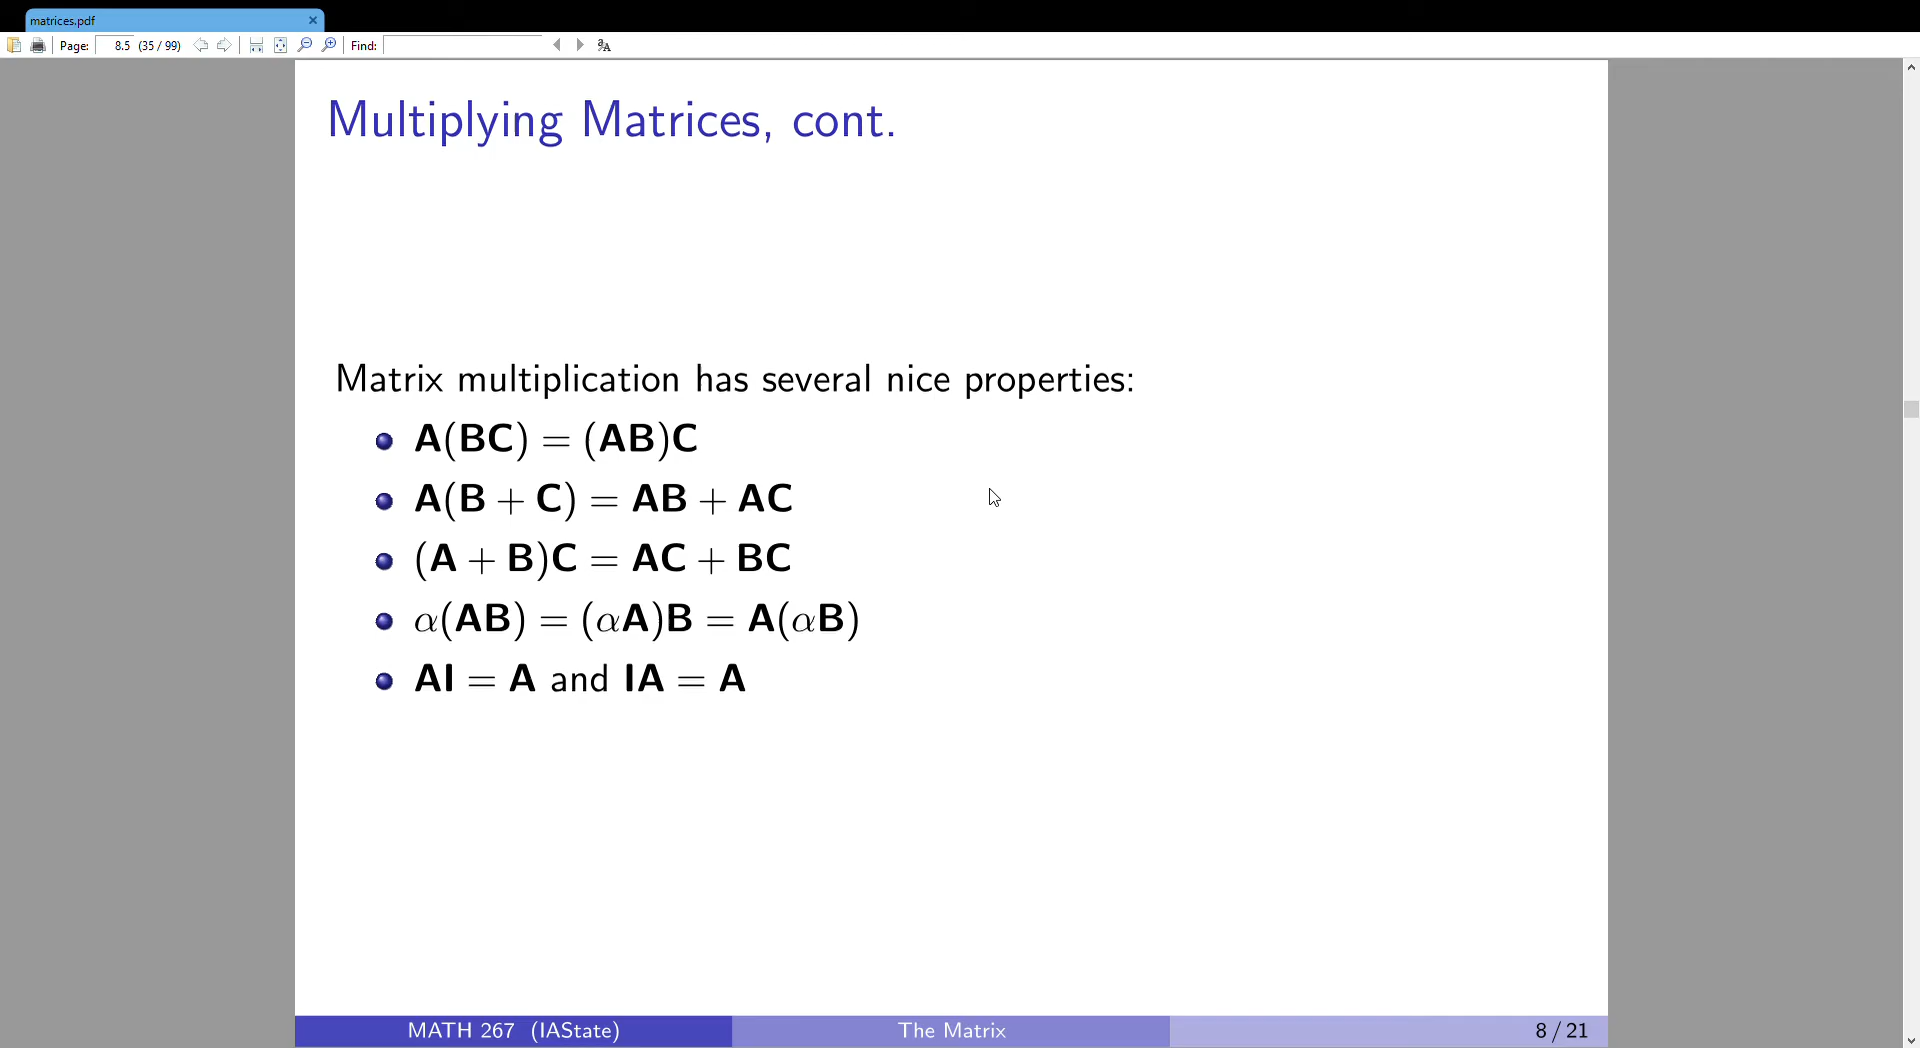 matrices.pdf
Page: 8.5 (35 / 99) Find:
Multiplying Matrices, cont.
Matrix multiplication has several nice properties:
A(BC) = (AB)C
A(B + C) = AB + AC
(A + B)C = AC + BC
α(AB) = (αA)B = A(αB)
AI = A and IA = A
MATH 267 (IAState) The Matrix 8 / 21